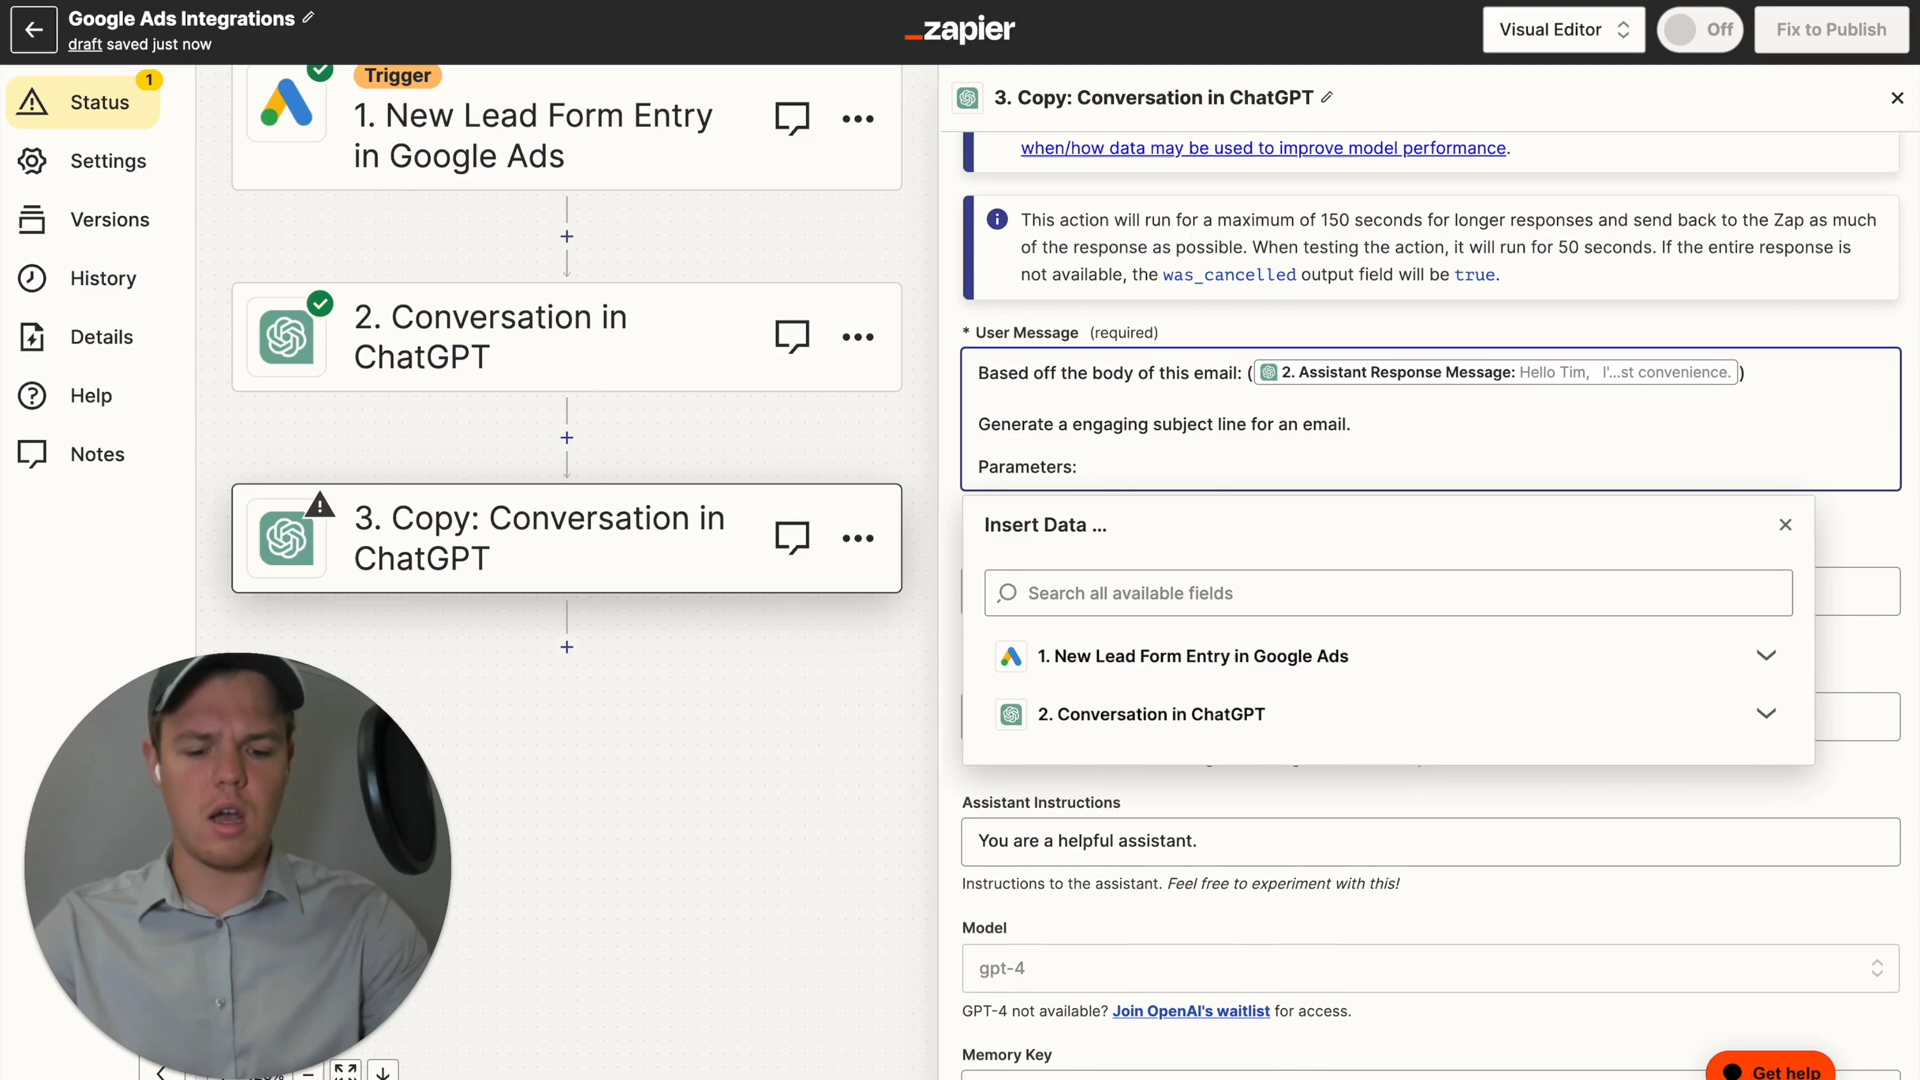 Google Ads Integrations
draft saved just now
zapier
Visual Editor
Off
Fix to Publish
Status
1
Settings
Versions
History
Details
Help
Notes
Trigger
1. New Lead Form Entry
in Google Ads
2. Conversation in
ChatGPT
3. Copy: Conversation in
ChatGPT
3. Copy: Conversation in ChatGPT
when/how data may be used to improve model performance.
This action will run for a maximum of 150 seconds for longer responses and send back to the Zap as much
of the response as possible. When testing the action, it will run for 50 seconds. If the entire response is
not available, the was_cancelled output field will be true.
* User Message (required)
Based off the body of this email: ( 2. Assistant Response Message: Hello Tim, I'...st convenience. )
Generate a engaging subject line for an email.
Parameters:
Insert Data ...
Search all available fields
1. New Lead Form Entry in Google Ads
2. Conversation in ChatGPT
Assistant Instructions
You are a helpful assistant.
Instructions to the assistant. Feel free to experiment with this!
Model
gpt-4
GPT-4 not available? Join OpenAI's waitlist for access.
Memory Key
Get help